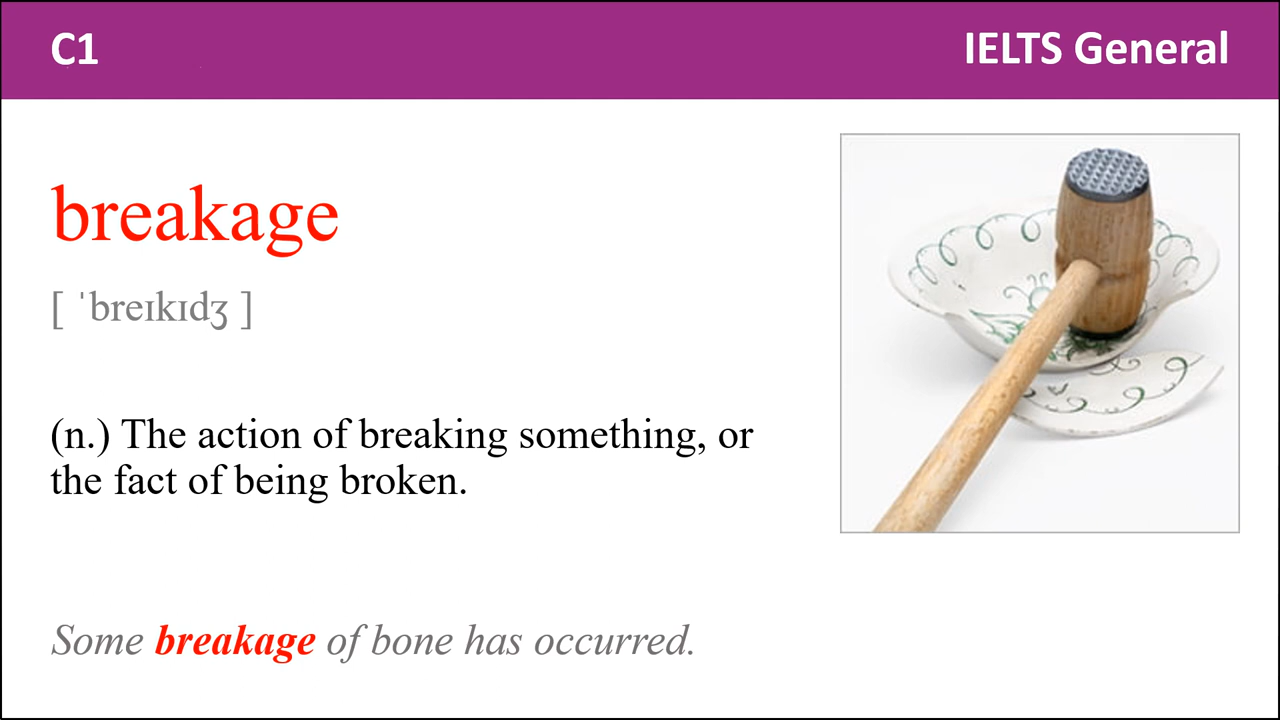 C1
IELTS General
breakage
[ ˈbreɪkɪdʒ ]
(n.) The action of breaking something, or
the fact of being broken.
Some breakage of bone has occurred.